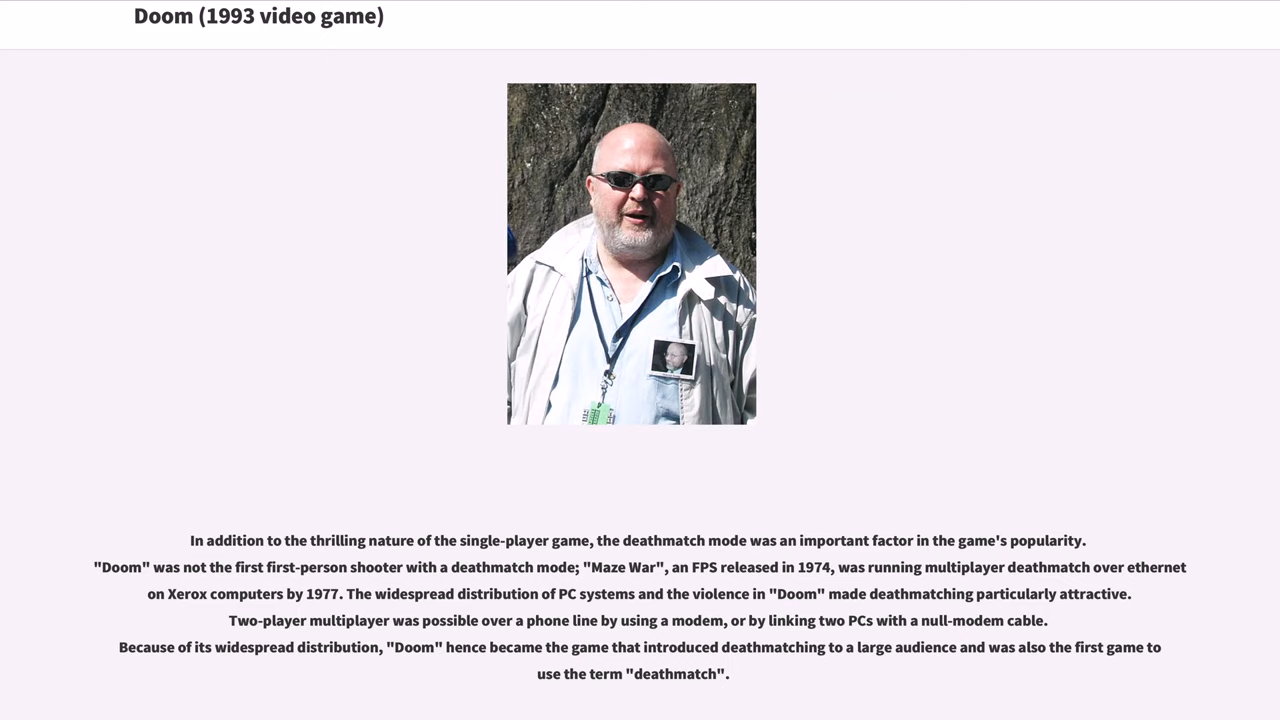 Doom (1993 video game)
In addition to the thrilling nature of the single-player game, the deathmatch mode was an important factor in the game's popularity.
"Doom" was not the first first-person shooter with a deathmatch mode; "Maze War", an FPS released in 1974, was running multiplayer deathmatch over ethernet
on Xerox computers by 1977. The widespread distribution of PC systems and the violence in "Doom" made deathmatching particularly attractive.
Two-player multiplayer was possible over a phone line by using a modem, or by linking two PCs with a null-modem cable.
Because of its widespread distribution, "Doom" hence became the game that introduced deathmatching to a large audience and was also the first game to
use the term "deathmatch".